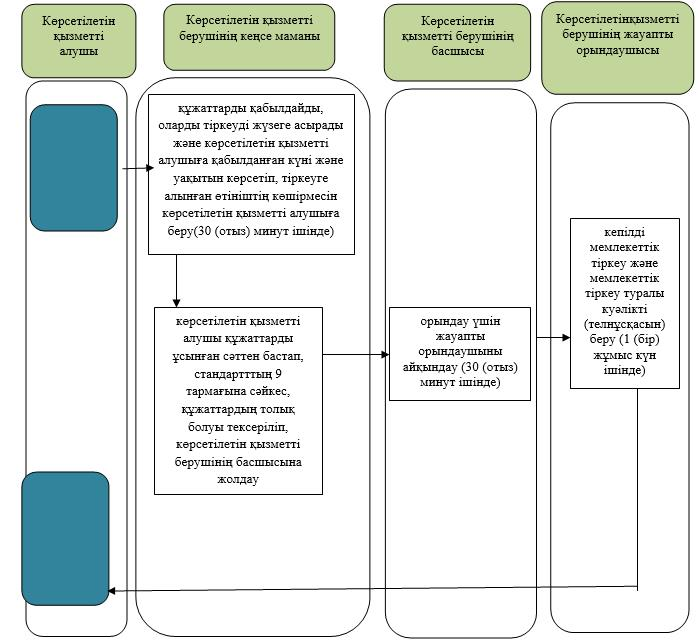 Көрсетілетін
қызметті
алушы
Көрсетілетін қызметті
берушінің кеңсе маманы
Көрсетілетін
қызметті берушінің
басшысы
Көрсетілетінқызметті
берушінің жауапты
орындаушысы
құжаттарды қабылдайды,
оларды тіркеуді жүзеге асырады
және көрсетілетін қызметті
алушыға қабылданған күні және
уақытын көрсетіп, тіркеуге
алынған өтініштің көшірмесін
көрсетілетін қызметті алушыға
беру(30 (отыз) минут ішінде)
көрсетілетін қызметті
алушы құжаттарды
ұсынған сәттен бастап,
стандартттың 9
тармағына сәйкес,
құжаттардың толық
болуы тексеріліп,
көрсетілетін қызметті
берушінің басшысына
жолдау
орындау үшін
жауапты
орындаушыны
айқындау (30 (отыз)
минут ішінде)
кепілді
мемлекеттік
тіркеу және
мемлекеттік
тіркеу туралы
куәлікті
(телнұсқасын)
беру (1 (бір)
жұмыс күн
ішінде)